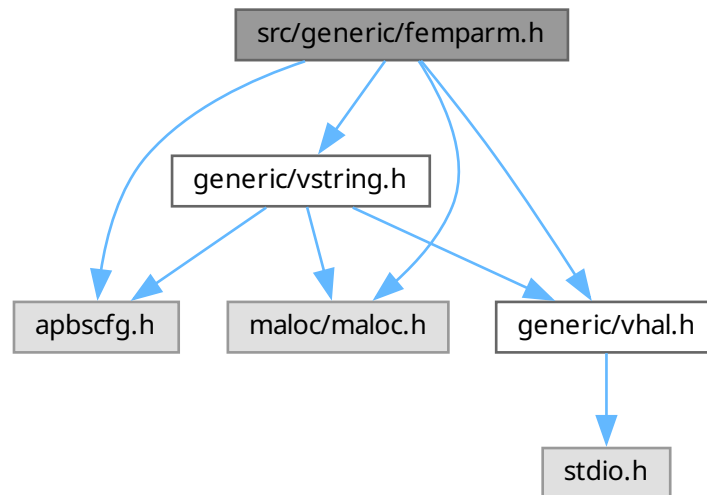 src/generic/femparm.h
generic/vstring.h
apbscfg.h
maloc/maloc.h
generic/vhal.h
stdio.h